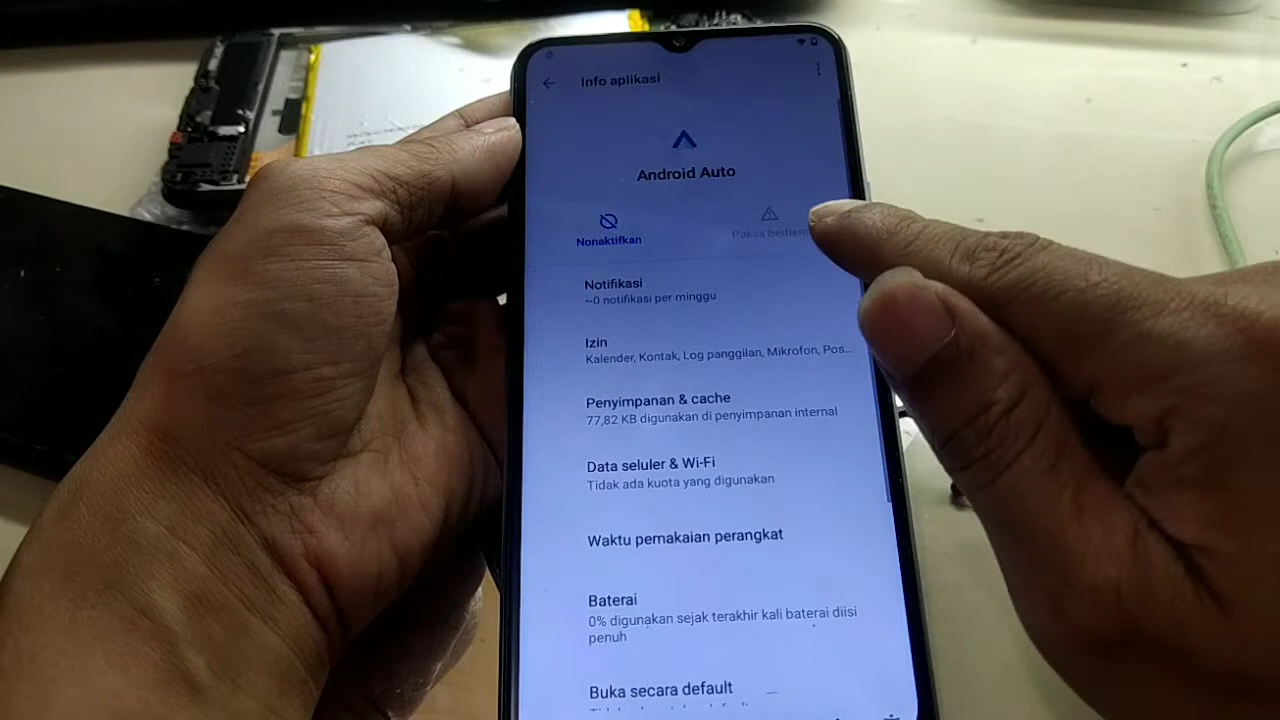 Info aplikasi
Android Auto
Nonaktifkan
Paksa
Notifikasi
~0 notifikasi per minggu
Izin
Kalender, Kontak, Log panggilan, Mikrofon, Pos...
Penyimpanan & cache
77,82 KB digunakan di penyimpanan internal
Data seluler & Wi-Fi
Tidak ada kuota yang digunakan
Waktu pemakaian perangkat
Baterai
0% digunakan sejak terakhir kali baterai diisi
penuh
Buka secara default